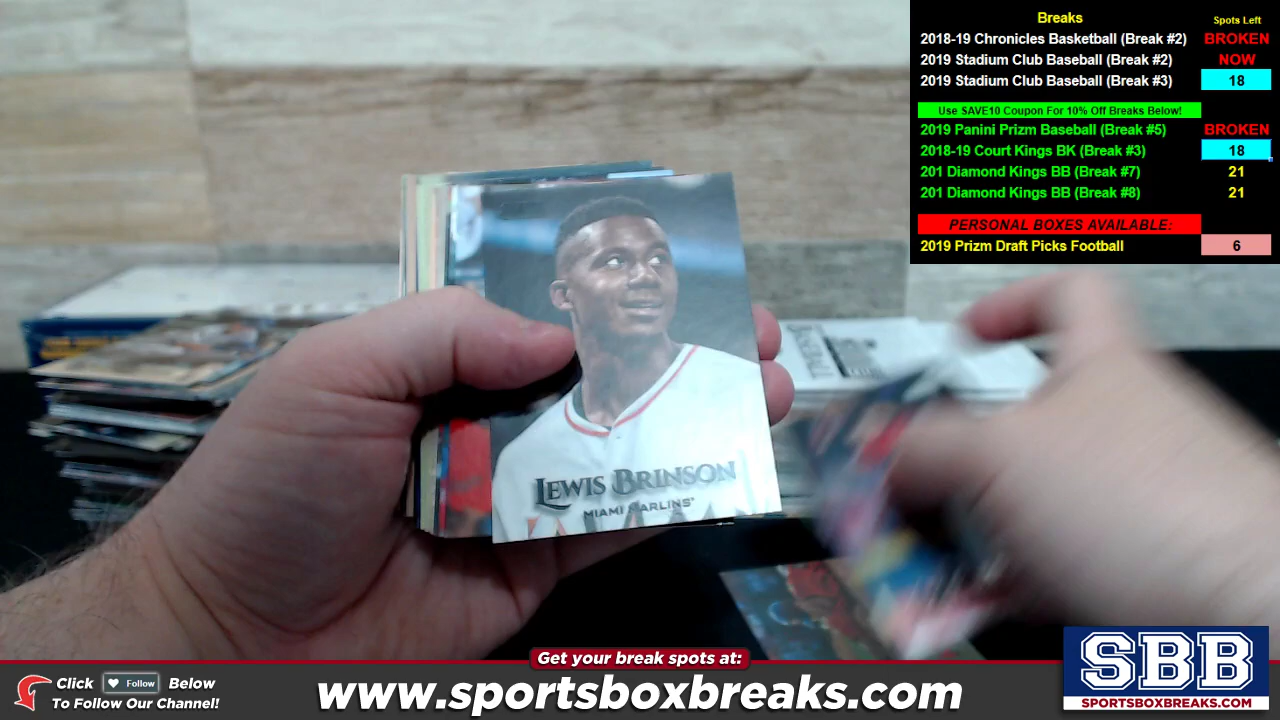 Breaks Spots Left
2018-19 Chronicles Basketball (Break #2) BROKEN
2019 Stadium Club Baseball (Break #2) NOW
2019 Stadium Club Baseball (Break #3) 18
Use SAVE10 Coupon For 10% Off Breaks Below!
2019 Panini Prizm Baseball (Break #5) BROKEN
2018-19 Court Kings BK (Break #3) 18
201 Diamond Kings BB (Break #7) 21
201 Diamond Kings BB (Break #8) 21
PERSONAL BOXES AVAILABLE:
2019 Prizm Draft Picks Football 6
LEWIS BRINSON
MIAMI MARLINS
Get your break spots at:
Click Follow Below
To Follow Our Channel!
www.sportsboxbreaks.com
SBB
SPORTSBOXBREAKS.COM